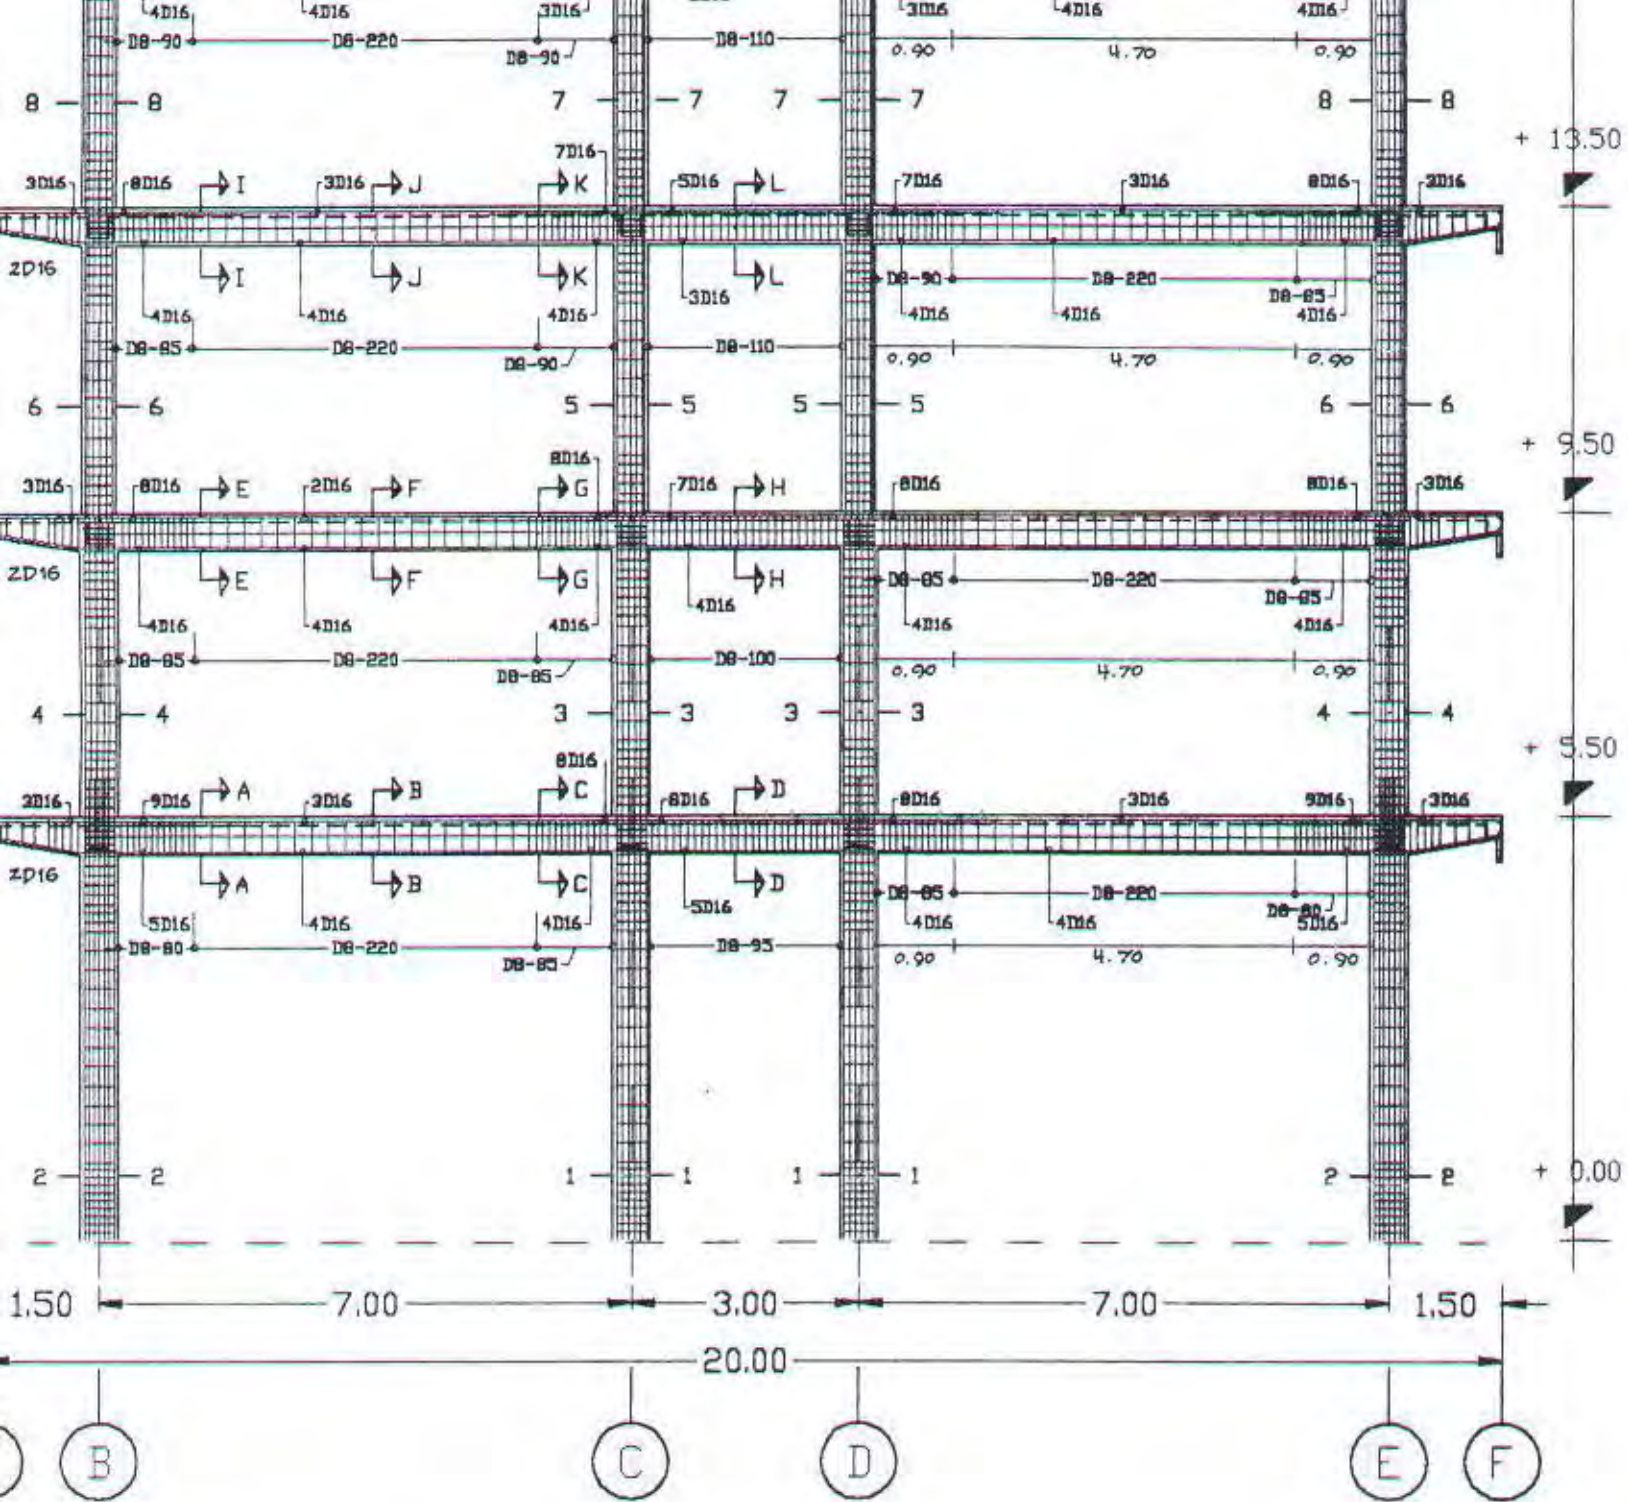 4D16 4D16 3D16 3D16 4D16 4D16
D8-90 D8-220 D8-90 D8-110 0.90 4.70 0.90
8 8 7 7 7 7 8 8
+ 13.50
7D16
3D16 8D16 I 3D16 J K 5D16 L 7D16 3D16 8D16 3D16
2D16 I J K L D8-90 D8-220 D8-85
3D16
4D16 4D16 4D16 4D16 4D16 4D16
D8-85 D8-220 D8-90 D8-110 0.90 4.70 0.90
6 6 5 5 5 5 6 6
+ 9.50
8D16
3D16 8D16 E 2D16 F G 7D16 H 8D16 8D16 3D16
2D16 E F G H D8-85 D8-220 D8-85
4D16
4D16 4D16 4D16 4D16 4D16
D8-85 D8-220 D8-85 D8-100 0.90 4.70 0.90
4 4 3 3 3 3 4 4
+ 5.50
8D16
3D16 9D16 A 3D16 B C 8D16 D 8D16 3D16 9D16 3D16
2D16 A B C D D8-85 D8-220 D8-80
5D16
5D16 4D16 4D16 4D16 4D16 5D16
D8-80 D8-220 D8-85 D8-95 0.90 4.70 0.90
2 2 1 1 1 1 2 2
+ 0.00
1.50 7.00 3.00 7.00 1.50
20.00
B C D E F